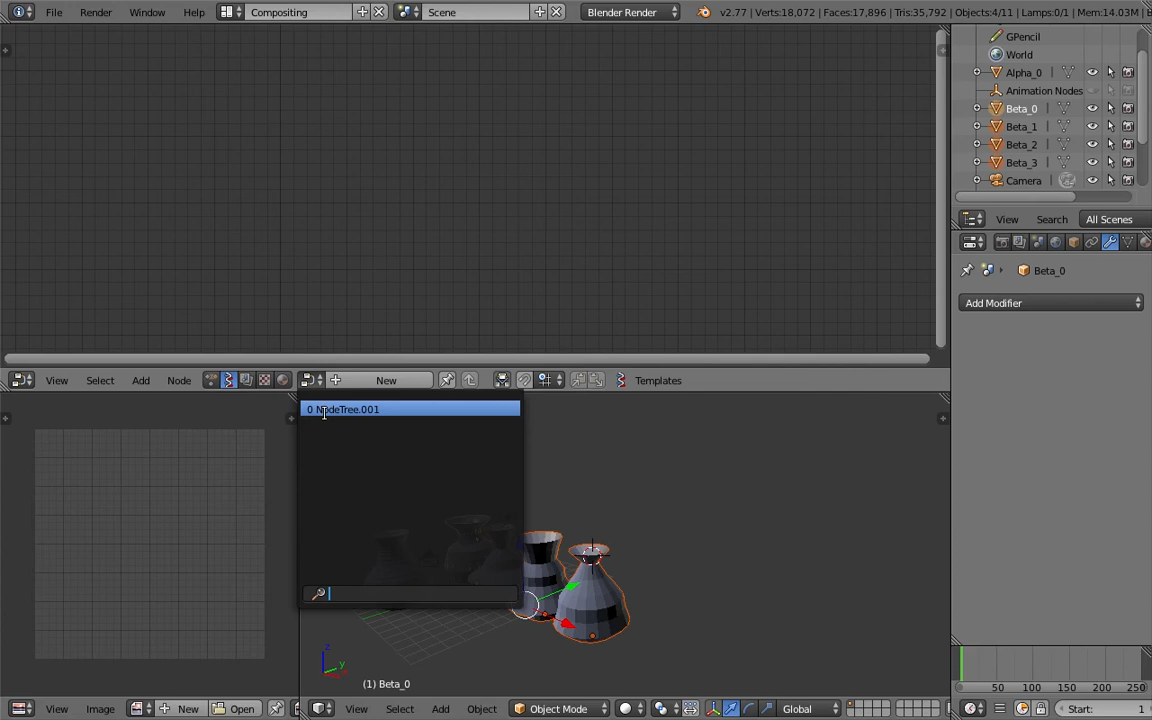 File Render Window Help Compositing Scene Blender Render v2.77 | Verts:18,072 | Faces:17,896 | Tris:35,792 | Objects:4/11 | Lamps:0/1 | Mem:14.03M |
GPencil
World
Alpha_0
Animation Nodes
Beta_0
Beta_1
Beta_2
Beta_3
Camera
View Search All Scenes
Beta_0
Add Modifier
View Select Add Node New Templates
0 NodeTree.001
(1) Beta_0
z
y
50 100 150 200 250
View Image New Open View Select Add Object Object Mode Global Start: 1